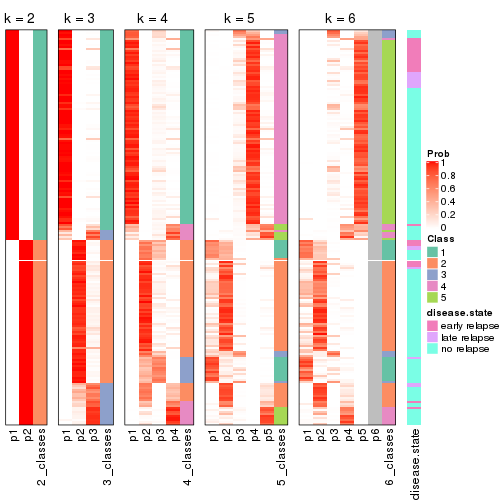 k = 2 k = 3 k = 4 k = 5 k = 6
Prob
1
0.8
0.6
0.4
0.2
0
Class
1
2
3
4
5
disease.state
early relapse
late relapse
no relapse
p1 p2 2_classes p1 p2 p3 3_classes p1 p2 p3 p4 4_classes p1 p2 p3 p4 p5 5_classes p1 p2 p3 p4 p5 p6 6_classes disease.state